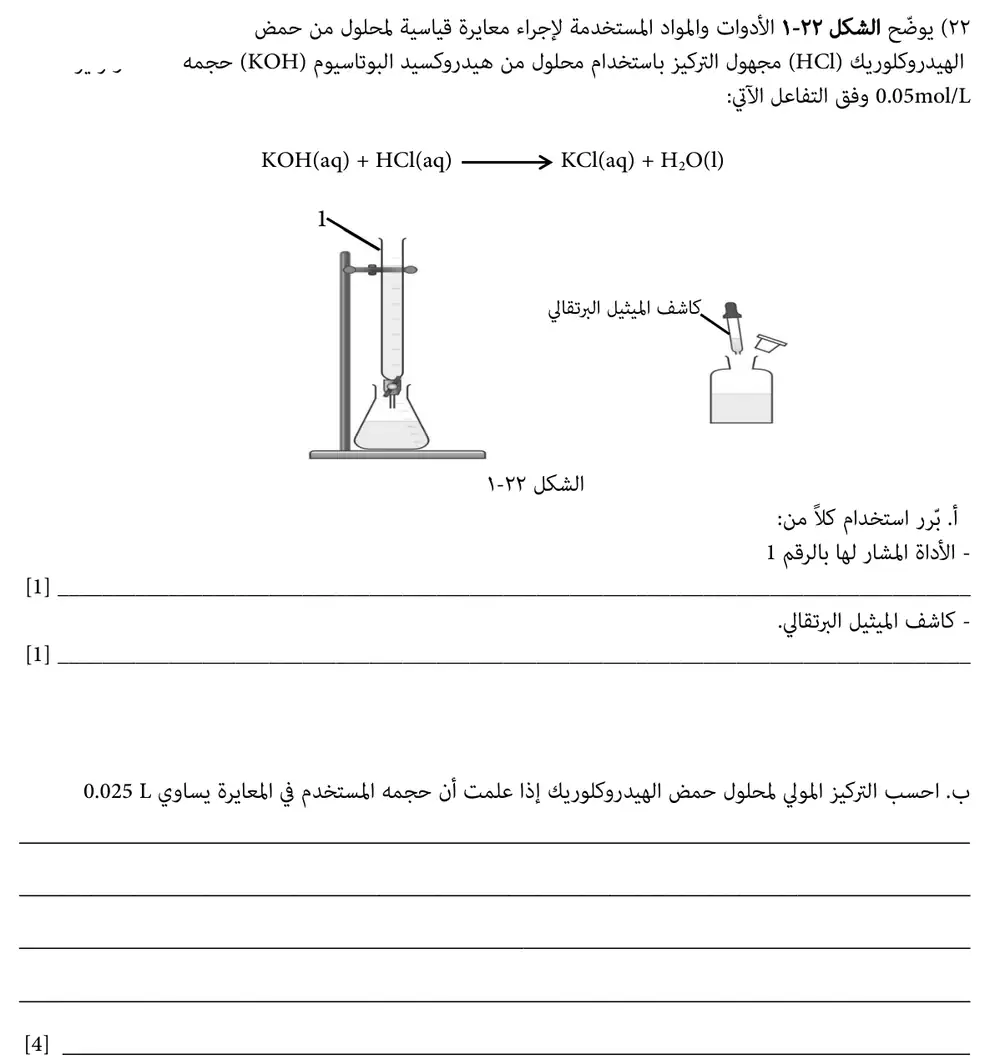 ٢٢) يوضّح الشكل ٢٢-١ الأدوات والمواد المستخدمة لإجراء معايرة قياسية لمحلول من حمض
الهيدروكلوريك (HCl) مجهول التركيز باستخدام محلول من هيدروكسيد البوتاسيوم (KOH) حجمه
0.05mol/L وفق التفاعل الآتي:
KOH(aq) + HCl(aq) ⟶ KCl(aq) + H₂O(l)
1
كاشف الميثيل البرتقالي
الشكل ٢٢-١
أ. بّرر استخدام كلاً من:
- الأداة المشار لها بالرقم 1
[1]
- كاشف الميثيل البرتقالي.
[1]
ب. احسب التركيز المولي لمحلول حمض الهيدروكلوريك إذا علمت أن حجمه المستخدم في المعايرة يساوي 0.025 L
[4]